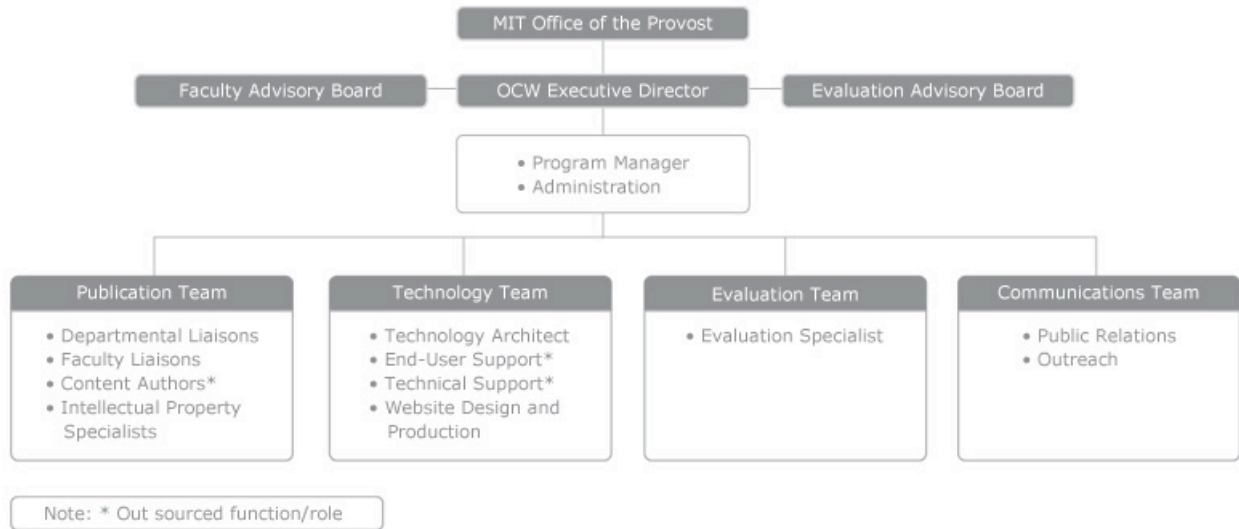 MIT Office of the Provost
Faculty Advisory Board
OCW Executive Director
Evaluation Advisory Board
• Program Manager
• Administration
Publication Team
• Departmental Liaisons
• Faculty Liaisons
• Content Authors*
• Intellectual Property
Specialists
Technology Team
• Technology Architect
• End-User Support*
• Technical Support*
• Website Design and
Production
Evaluation Team
• Evaluation Specialist
Communications Team
• Public Relations
• Outreach
Note: * Out sourced function/role